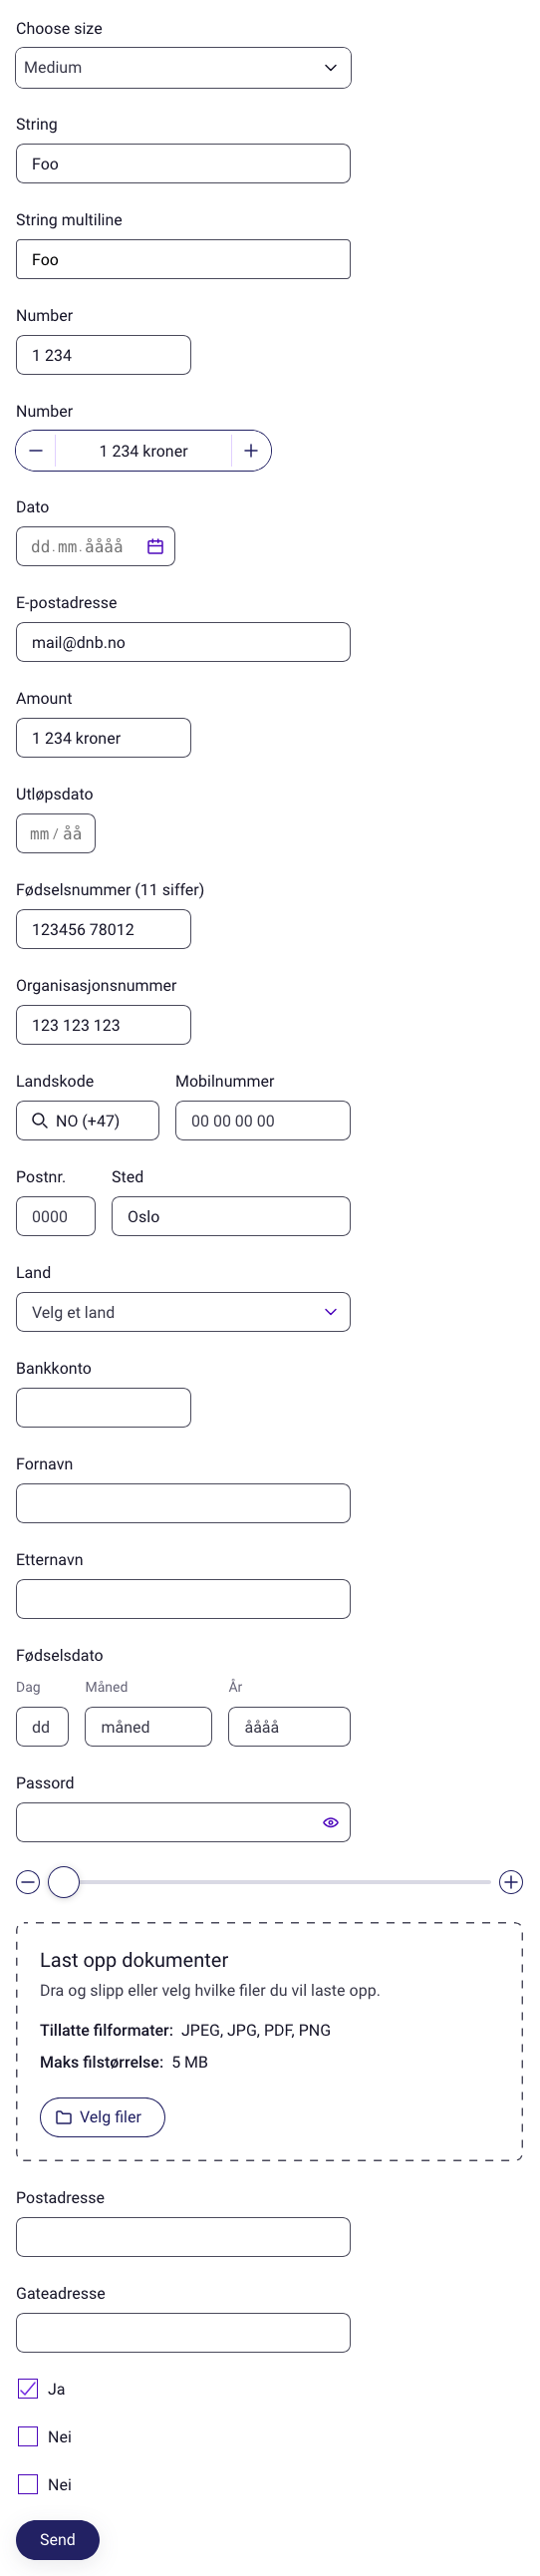 Choose size
Medium
String
Foo
String multiline
Foo
Number
1 234
Number
1 234 kroner
Dato
dd.mm.åååå
E-postadresse
mail@dnb.no
Amount
1 234 kroner
Utløpsdato
mm / åå
Fødselsnummer (11 siffer)
123456 78012
Organisasjonsnummer
123 123 123
Landskode Mobilnummer
NO (+47) 00 00 00 00
Postnr. Sted
0000 Oslo
Land
Velg et land
Bankkonto
Fornavn
Etternavn
Fødselsdato
Dag Måned År
dd måned åååå
Passord
Last opp dokumenter
Dra og slipp eller velg hvilke filer du vil laste opp.
Tillatte filformater: JPEG, JPG, PDF, PNG
Maks filstørrelse: 5 MB
Velg filer
Postadresse
Gateadresse
Ja
Nei
Nei
Send